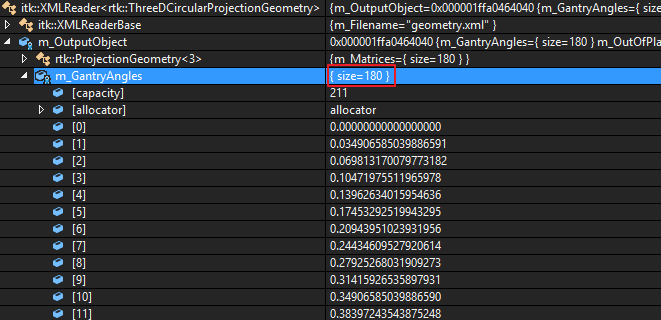 itk::XMLReader<rtk::ThreeDCircularProjectionGeometry> {m_OutputObject=0x000001ffa0464040 {m_GantryAngles={ size
itk::XMLReaderBase {m_Filename="geometry.xml" }
m_OutputObject 0x000001ffa0464040 {m_GantryAngles={ size=180 } m_OutOfPla
rtk::ProjectionGeometry<3> {m_Matrices={ size=180 } }
m_GantryAngles { size=180 }
[capacity] 211
[allocator] allocator
[0] 0.00000000000000000
[1] 0.034906585039886591
[2] 0.069813170079773182
[3] 0.10471975511965978
[4] 0.13962634015954636
[5] 0.17453292519943295
[6] 0.20943951023931956
[7] 0.24434609527920614
[8] 0.27925268031909273
[9] 0.31415926535897931
[10] 0.34906585039886590
[11] 0.38397243543875248